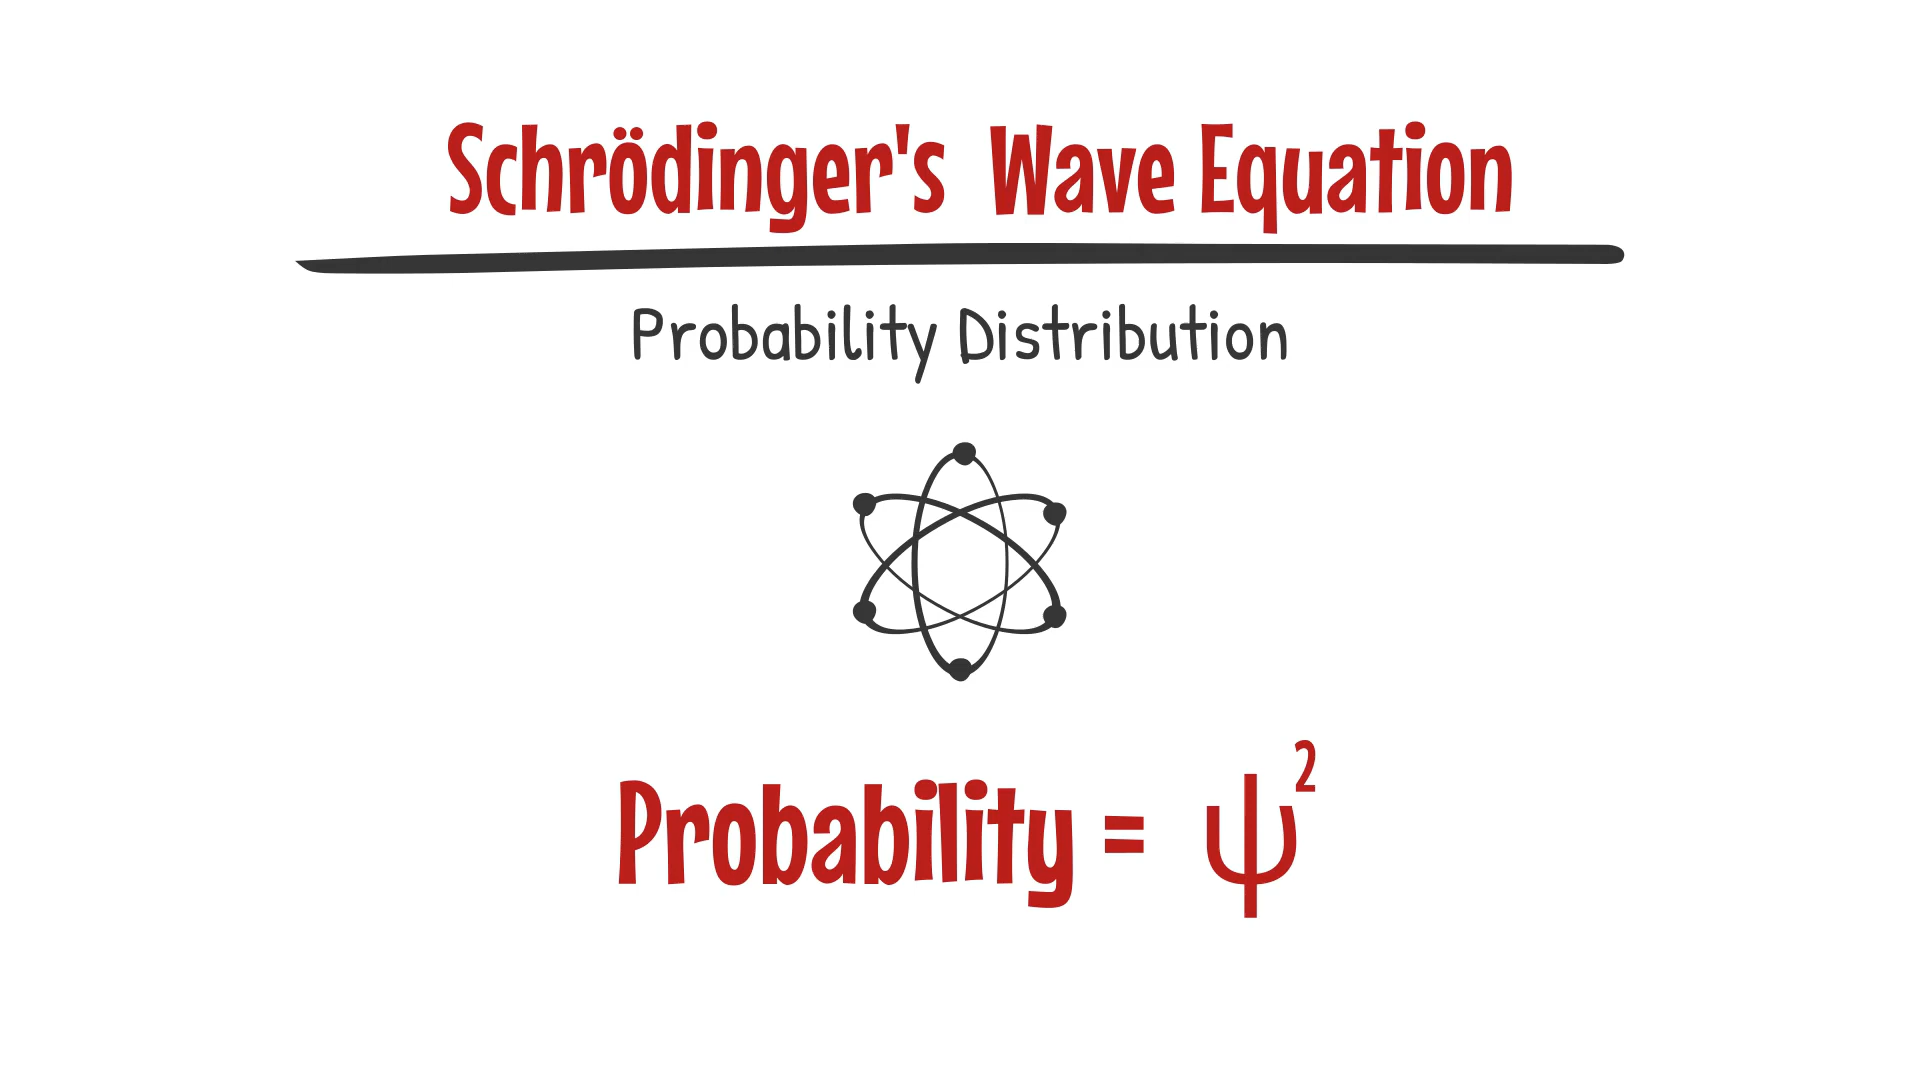 Schrödinger's Wave Equation
Probability Distribution
Probability = ψ²